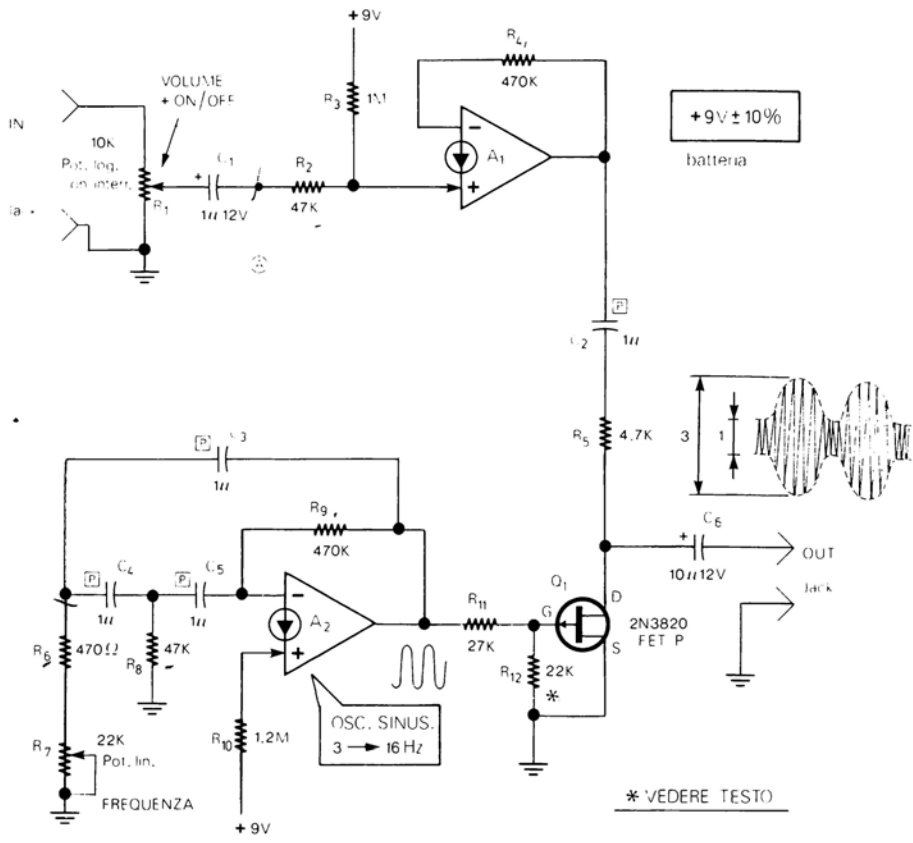 +9V
R3
1M
R4
470K
VOLUME
+ ON/OFF
IN
10K
Pot. log.
on interr.
R1
+
C1
1µ 12V
R2
47K
−
A1
+
+9V ± 10%
batteria
P
C2
1µ
R5
4.7K
3
1
P
1µ
R9
470K
P
C4
1µ
P
C5
1µ
R6
470Ω
R8
47K
−
A2
+
R11
27K
Q1
G
D
S
2N3820
FET P
+
C6
10µ 12V
OUT
Jack
R12
22K
*
R7
22K
Pot. lin.
FREQUENZA
R10
1.2M
+9V
OSC. SINUS.
3 → 16 Hz
* VEDERE TESTO